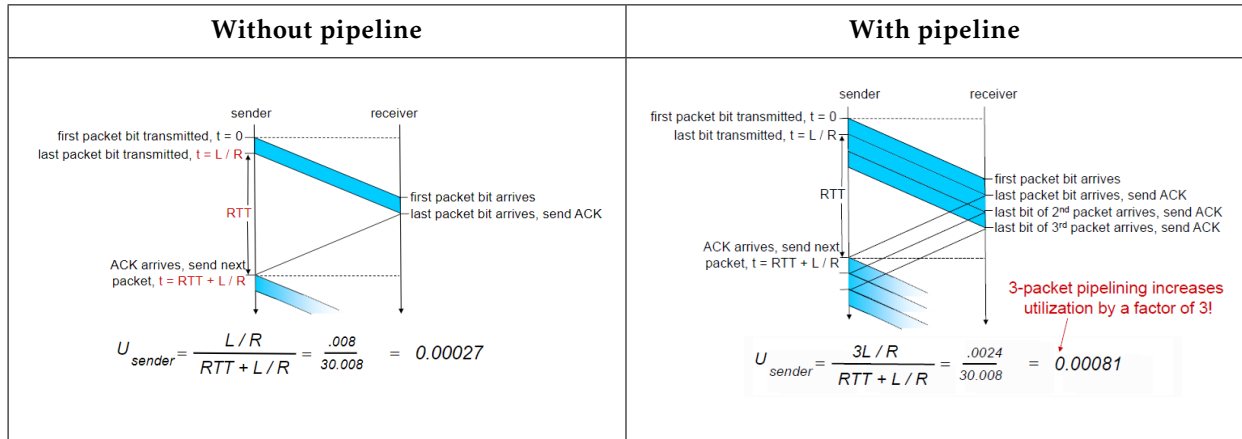 Without pipeline
sender
receiver
first packet bit transmitted, t = 0
last packet bit transmitted, t = L / R
first packet bit arrives
RTT
last packet bit arrives, send ACK
ACK arrives, send next
packet, t = RTT + L / R
U sender = L / R / RTT + L / R = .008 / 30.008 = 0.00027
With pipeline
sender
receiver
first packet bit transmitted, t = 0
last bit transmitted, t = L / R
first packet bit arrives
RTT
last packet bit arrives, send ACK
last bit of 2nd packet arrives, send ACK
last bit of 3rd packet arrives, send ACK
ACK arrives, send next
packet, t = RTT + L / R
3-packet pipelining increases
utilization by a factor of 3!
U sender = 3L / R / RTT + L / R = .0024 / 30.008 = 0.00081